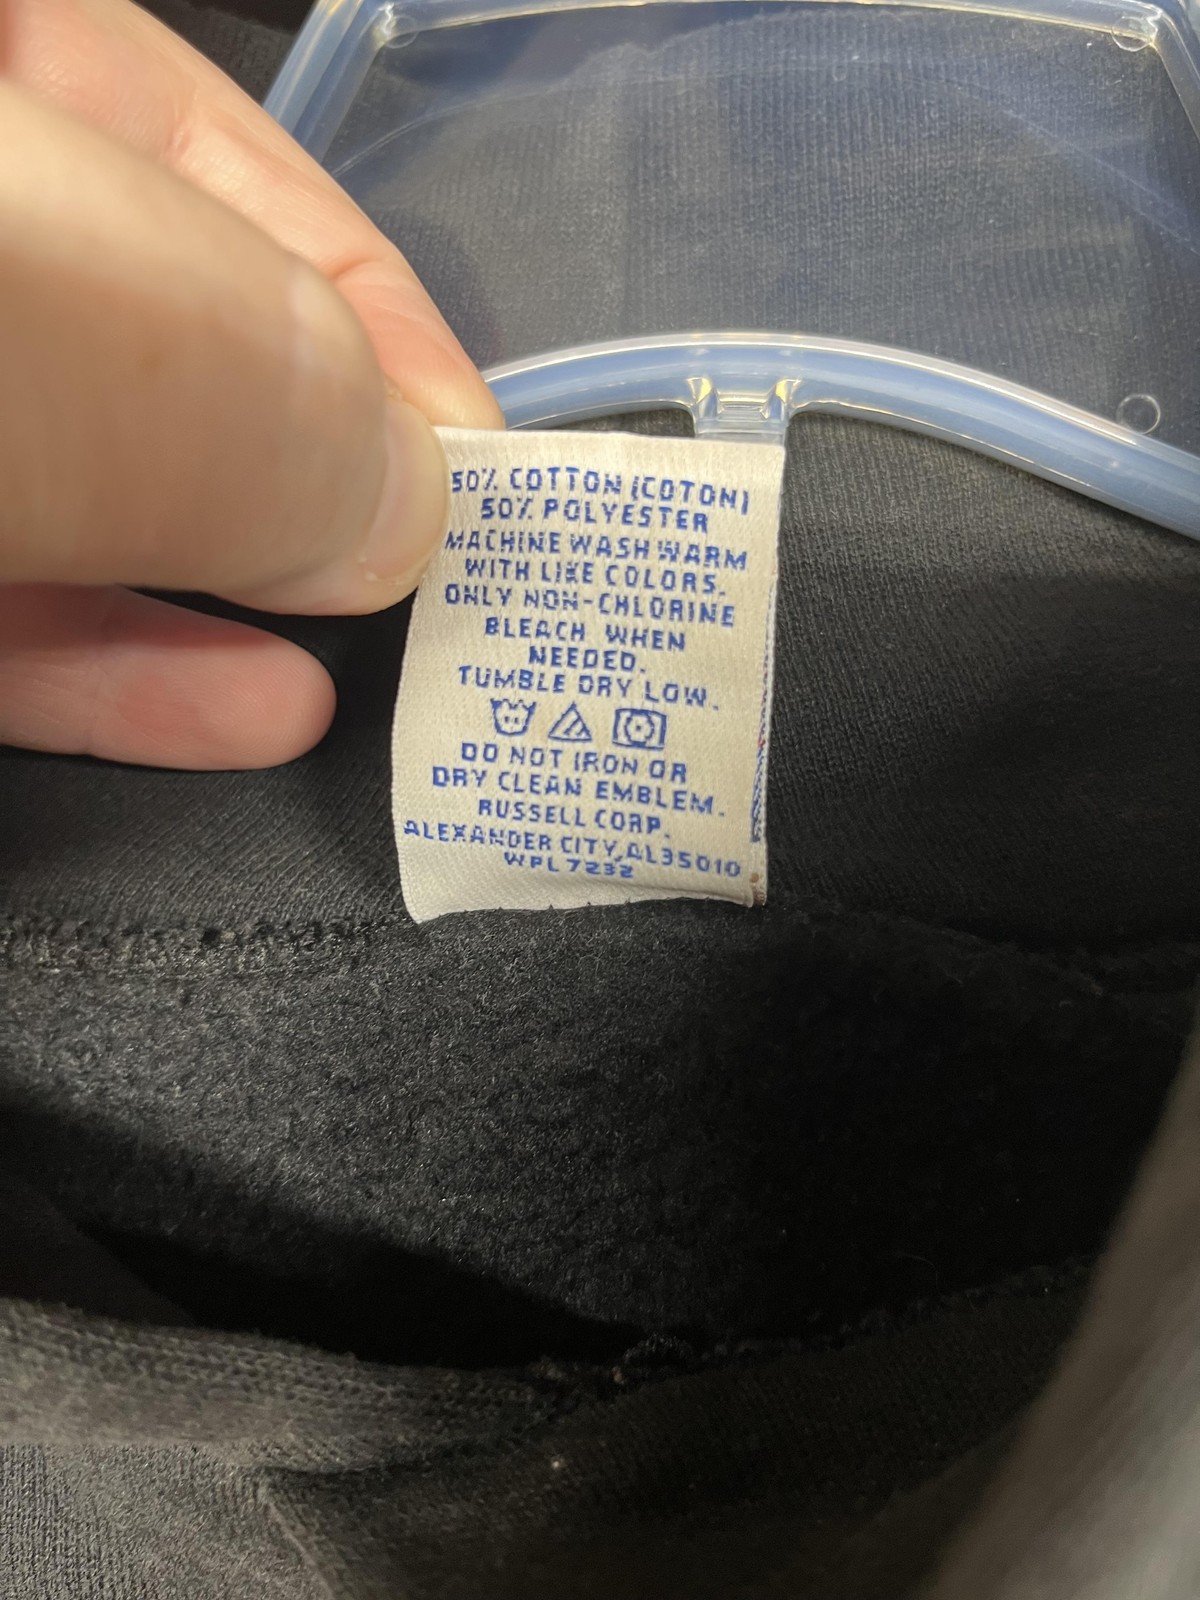 50% COTTON (COTON)
50% POLYESTER
MACHINE WASH WARM
WITH LIKE COLORS.
ONLY NON-CHLORINE
BLEACH WHEN
NEEDED.
TUMBLE DRY LOW.
DO NOT IRON OR
DRY CLEAN EMBLEM.
RUSSELL CORP.
ALEXANDER CITY, AL 35010
WPL 7232